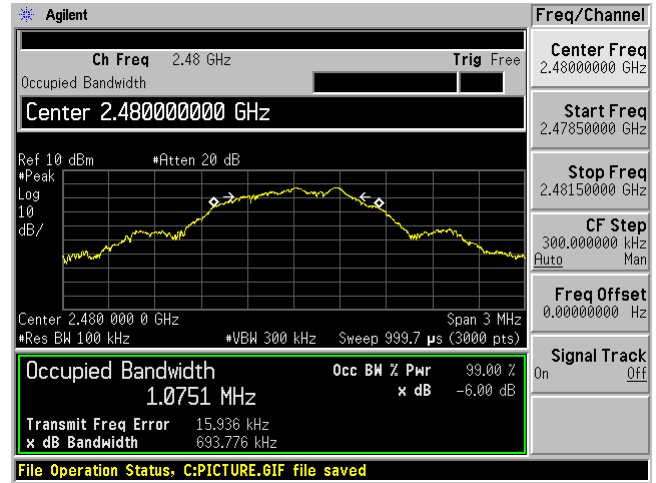 Agilent
Freq/Channel
Ch Freq 2.48 GHz Trig Free
Occupied Bandwidth
Center 2.480000000 GHz
Ref 10 dBm #Atten 20 dB
#Peak
Log
10
dB/
Center 2.480 000 0 GHz Span 3 MHz
#Res BW 100 kHz #VBW 300 kHz Sweep 999.7 µs (3000 pts)
Occupied Bandwidth Occ BW % Pwr 99.00 %
1.0751 MHz x dB -6.00 dB
Transmit Freq Error 15.936 kHz
x dB Bandwidth 693.776 kHz
File Operation Status, C:PICTURE.GIF file saved
Center Freq
2.48000000 GHz
Start Freq
2.47850000 GHz
Stop Freq
2.48150000 GHz
CF Step
300.000000 kHz
Auto Man
Freq Offset
0.00000000 Hz
Signal Track
On Off